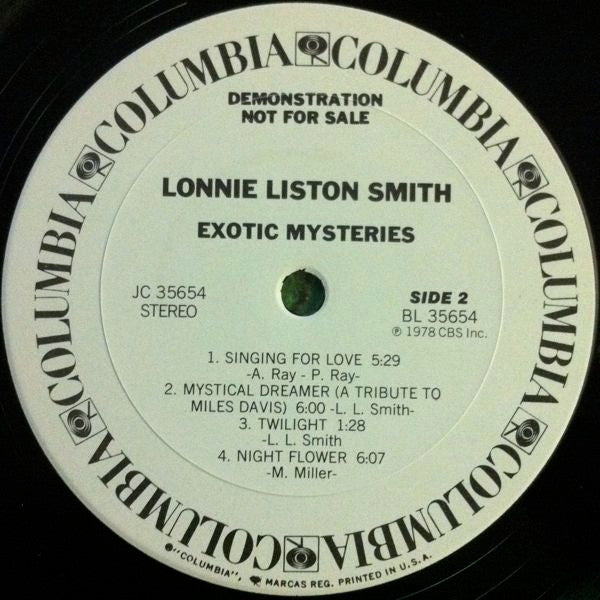 COLUMBIA COLUMBIA COLUMBIA COLUMBIA COLUMBIA COLUMBIA COLUMBIA COLUMBIA
DEMONSTRATION
NOT FOR SALE
LONNIE LISTON SMITH
EXOTIC MYSTERIES
JC 35654
STEREO
SIDE 2
BL 35654
℗ 1978 CBS Inc.
1. SINGING FOR LOVE 5:29
-A. Ray - P. Ray-
2. MYSTICAL DREAMER (A TRIBUTE TO
MILES DAVIS) 6:00 -L. L. Smith-
3. TWILIGHT 1:28
-L. L. Smith
4. NIGHT FLOWER 6:07
-M. Miller-
"COLUMBIA", MARCAS REG. PRINTED IN U.S.A.